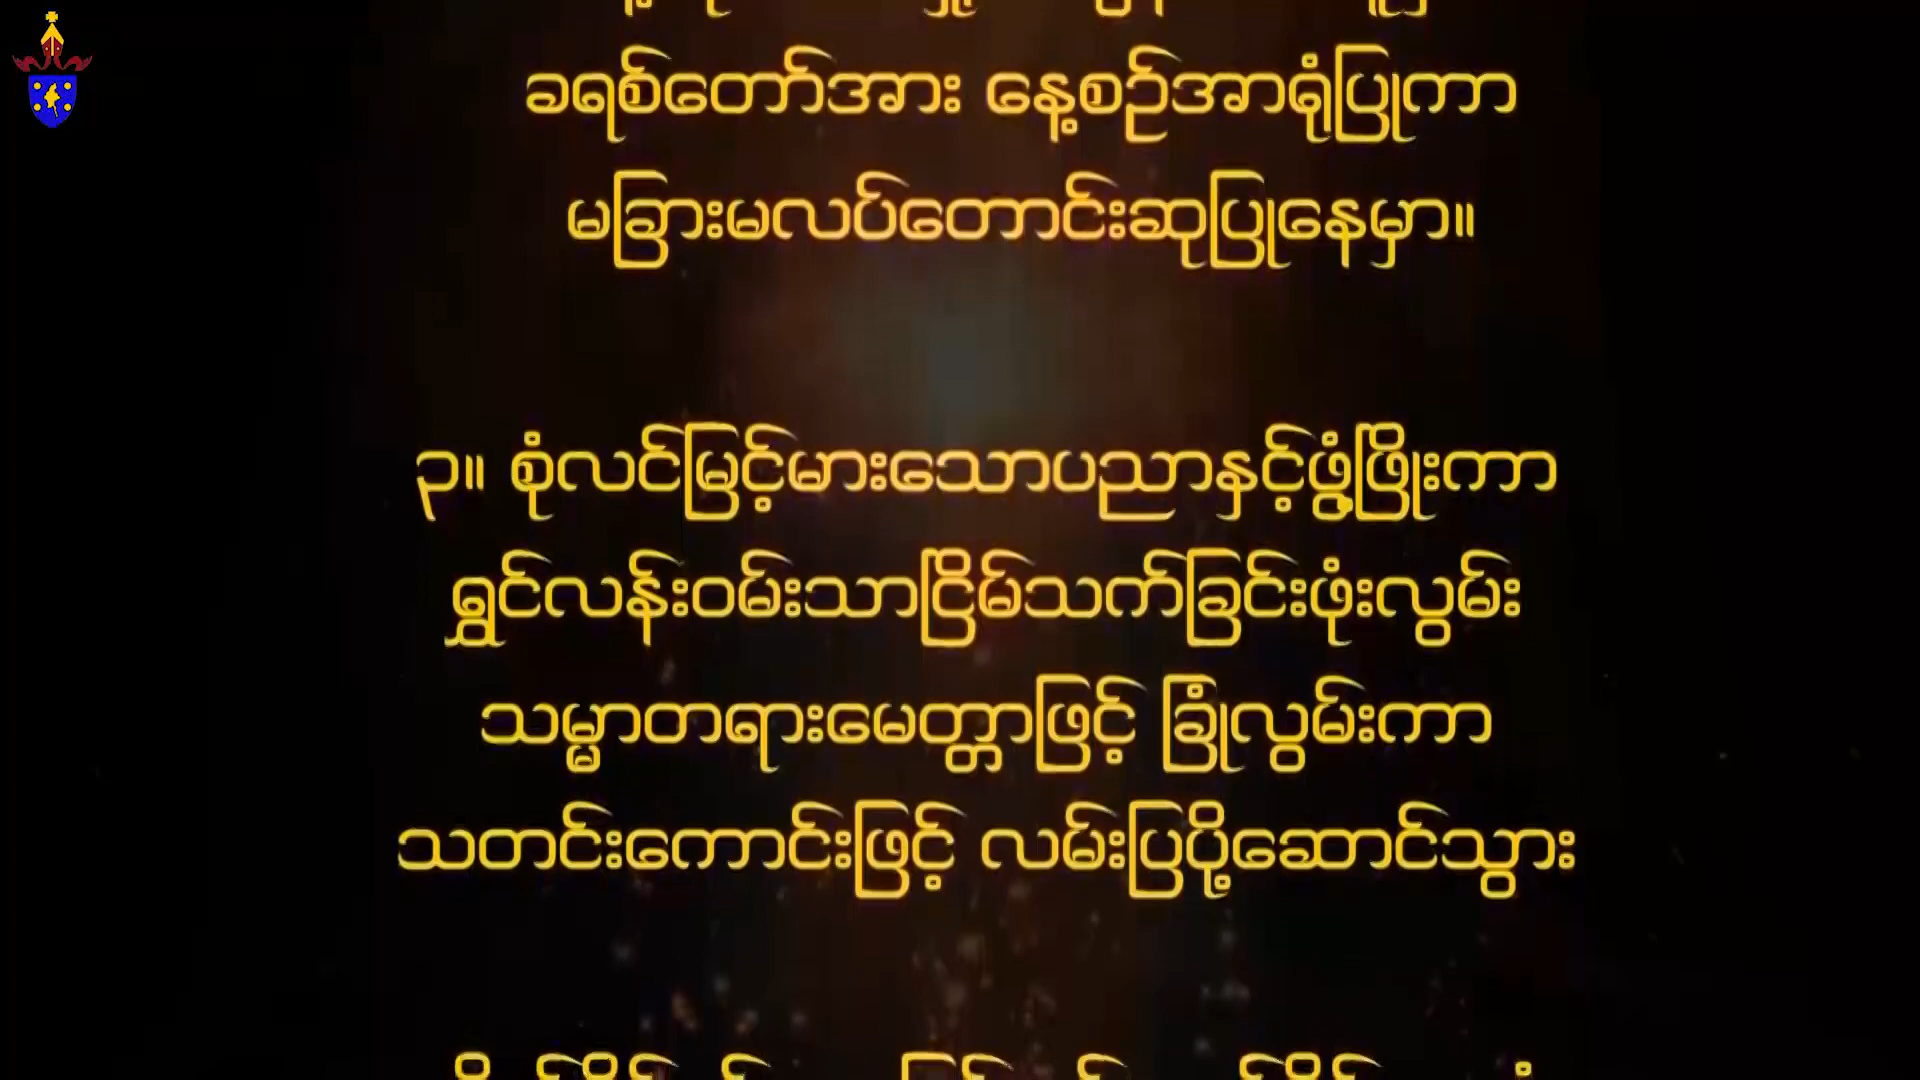 ခရစ်တော်အား နေ့စဉ်အာရုံပြုကာ
မခြားမလပ်တောင်းဆုပြုနေမှာ။
၃။ စုံလင်မြင့်မားသောပညာနှင့်ဖွံ့ဖြိုးကာ
ရွှင်လန်းဝမ်းသာငြိမ်သက်ခြင်းဖုံးလွှမ်း
သမ္မာတရားမေတ္တာဖြင့် ခြုံလွှမ်းကာ
သတင်းကောင်းဖြင့် လမ်းပြပို့ဆောင်သွား